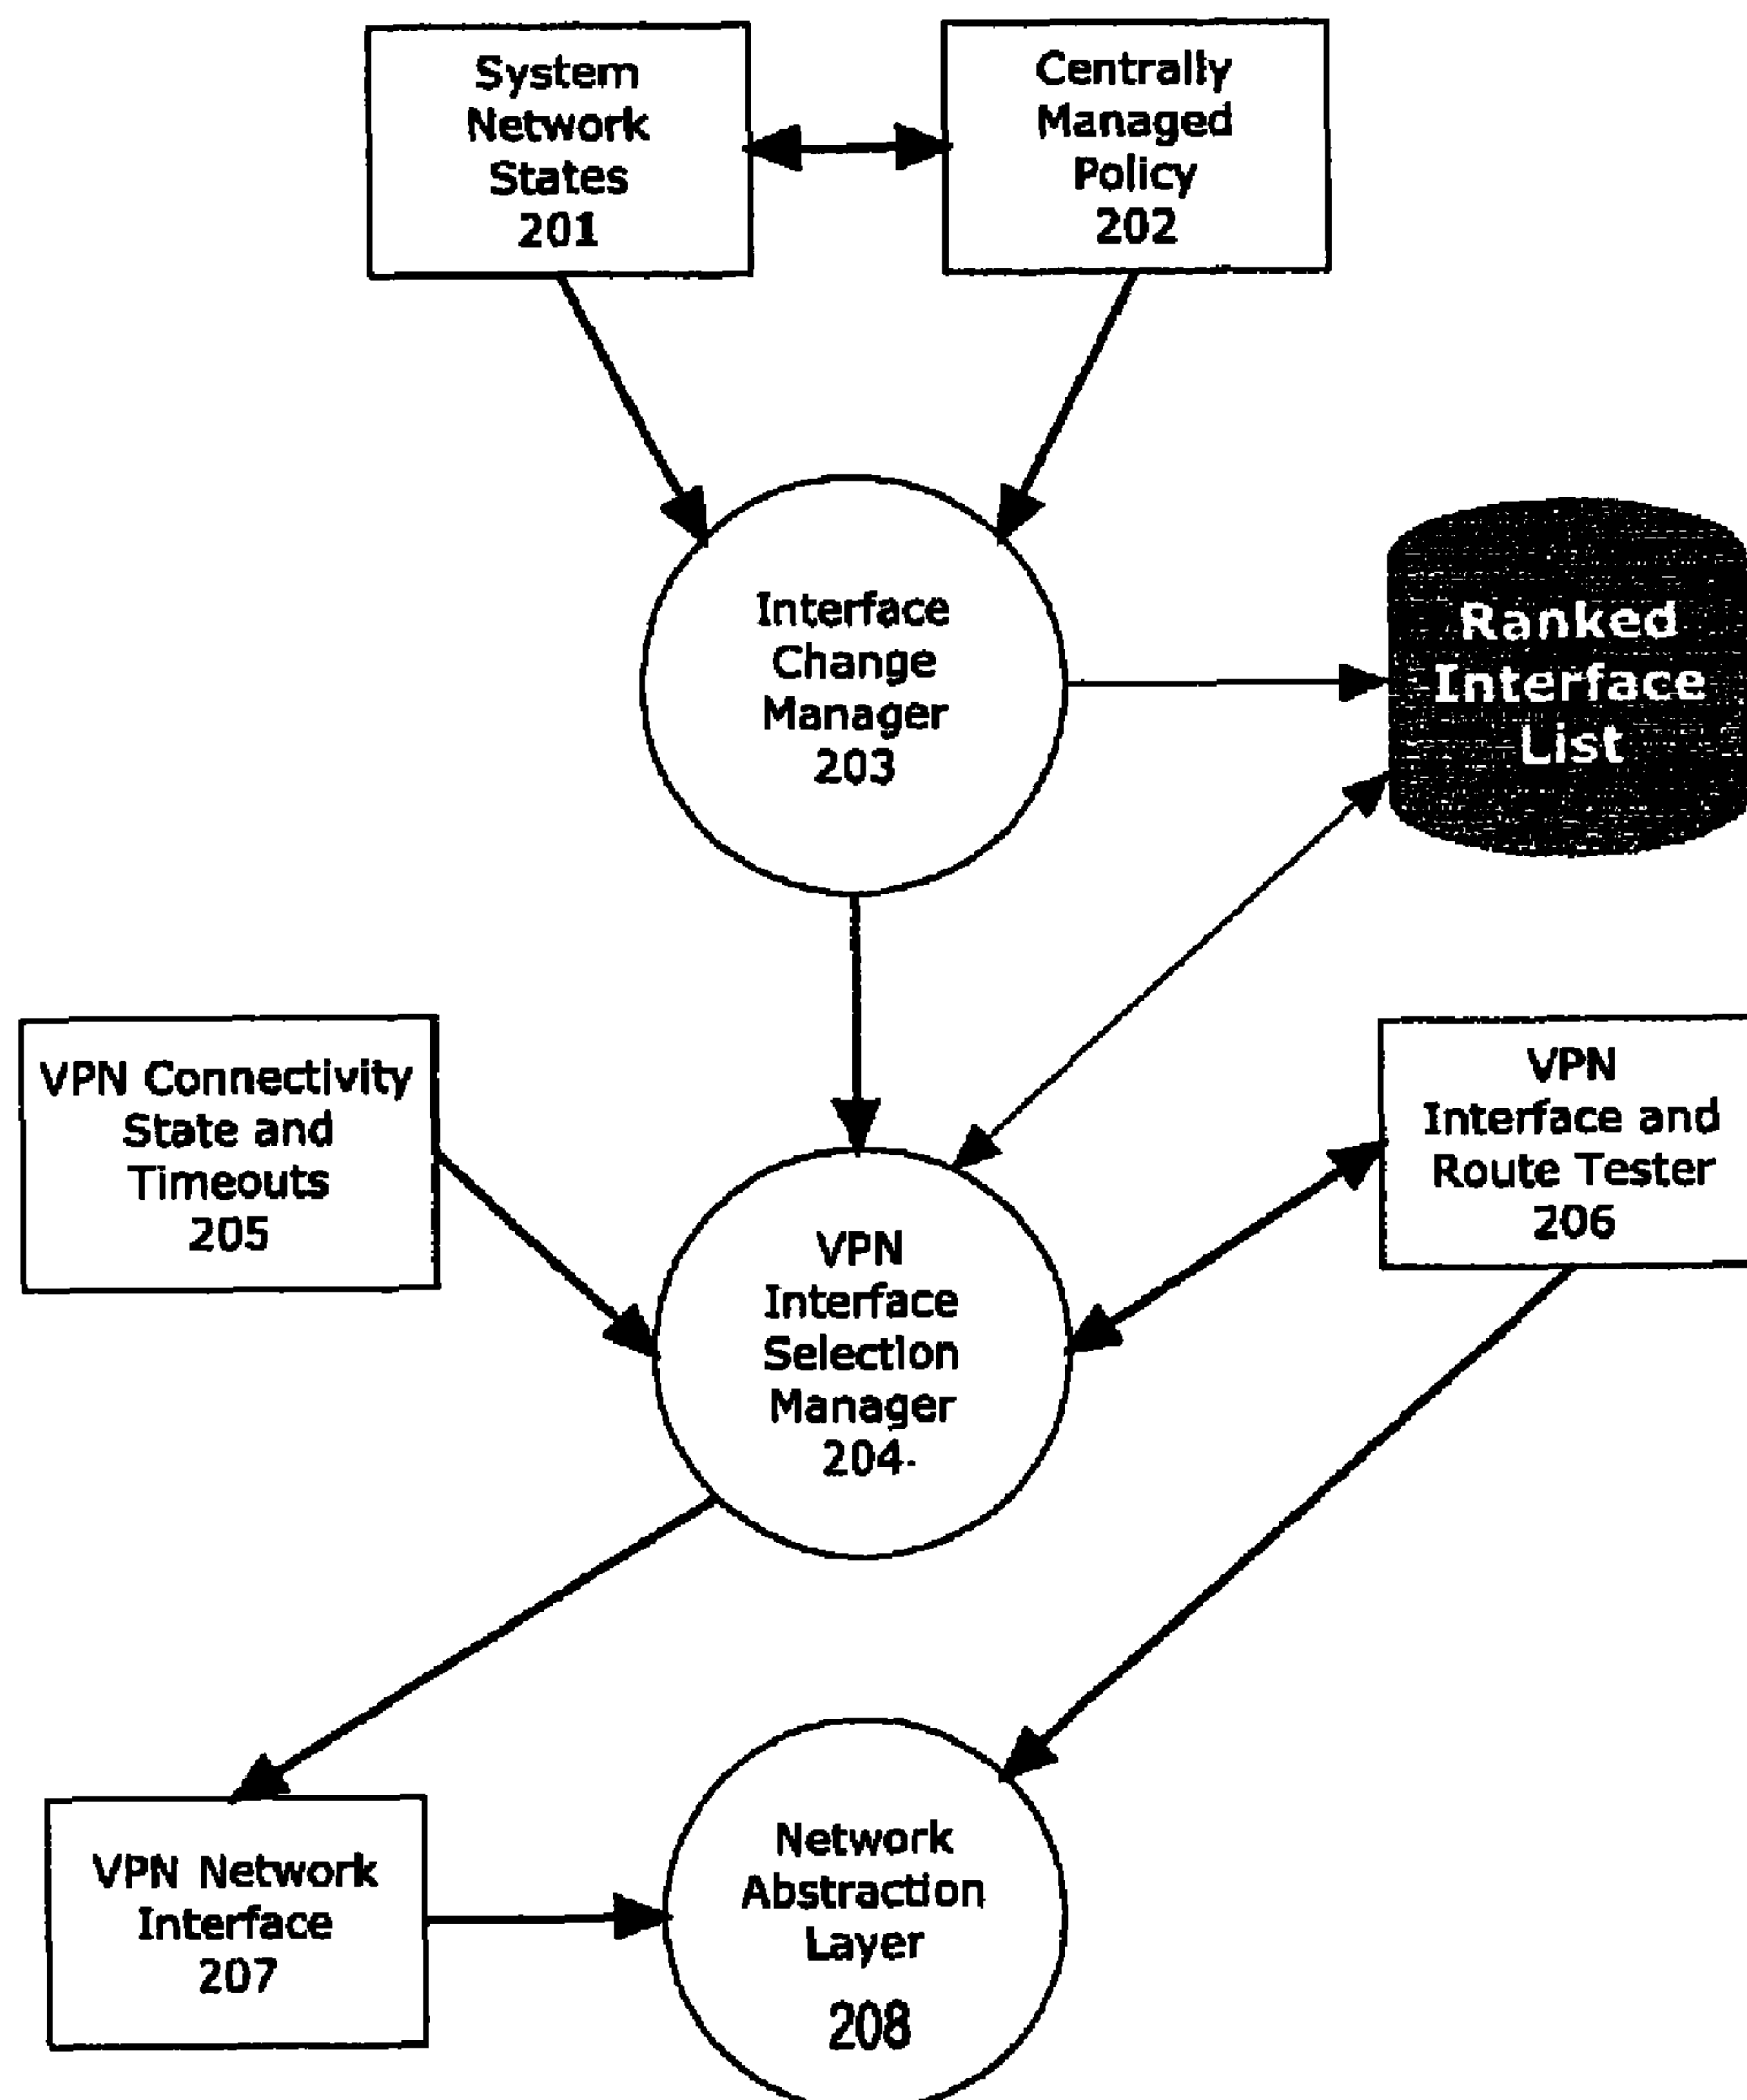 System
Network
States
201
Centrally
Managed
Policy
202
Interface
Change
Manager
203
Ranked
Interface
List
VPN Connectivity
State and
Timeouts
205
VPN
Interface and
Route Tester
206
VPN
Interface
Selection
Manager
204
VPN Network
Interface
207
Network
Abstraction
Layer
208